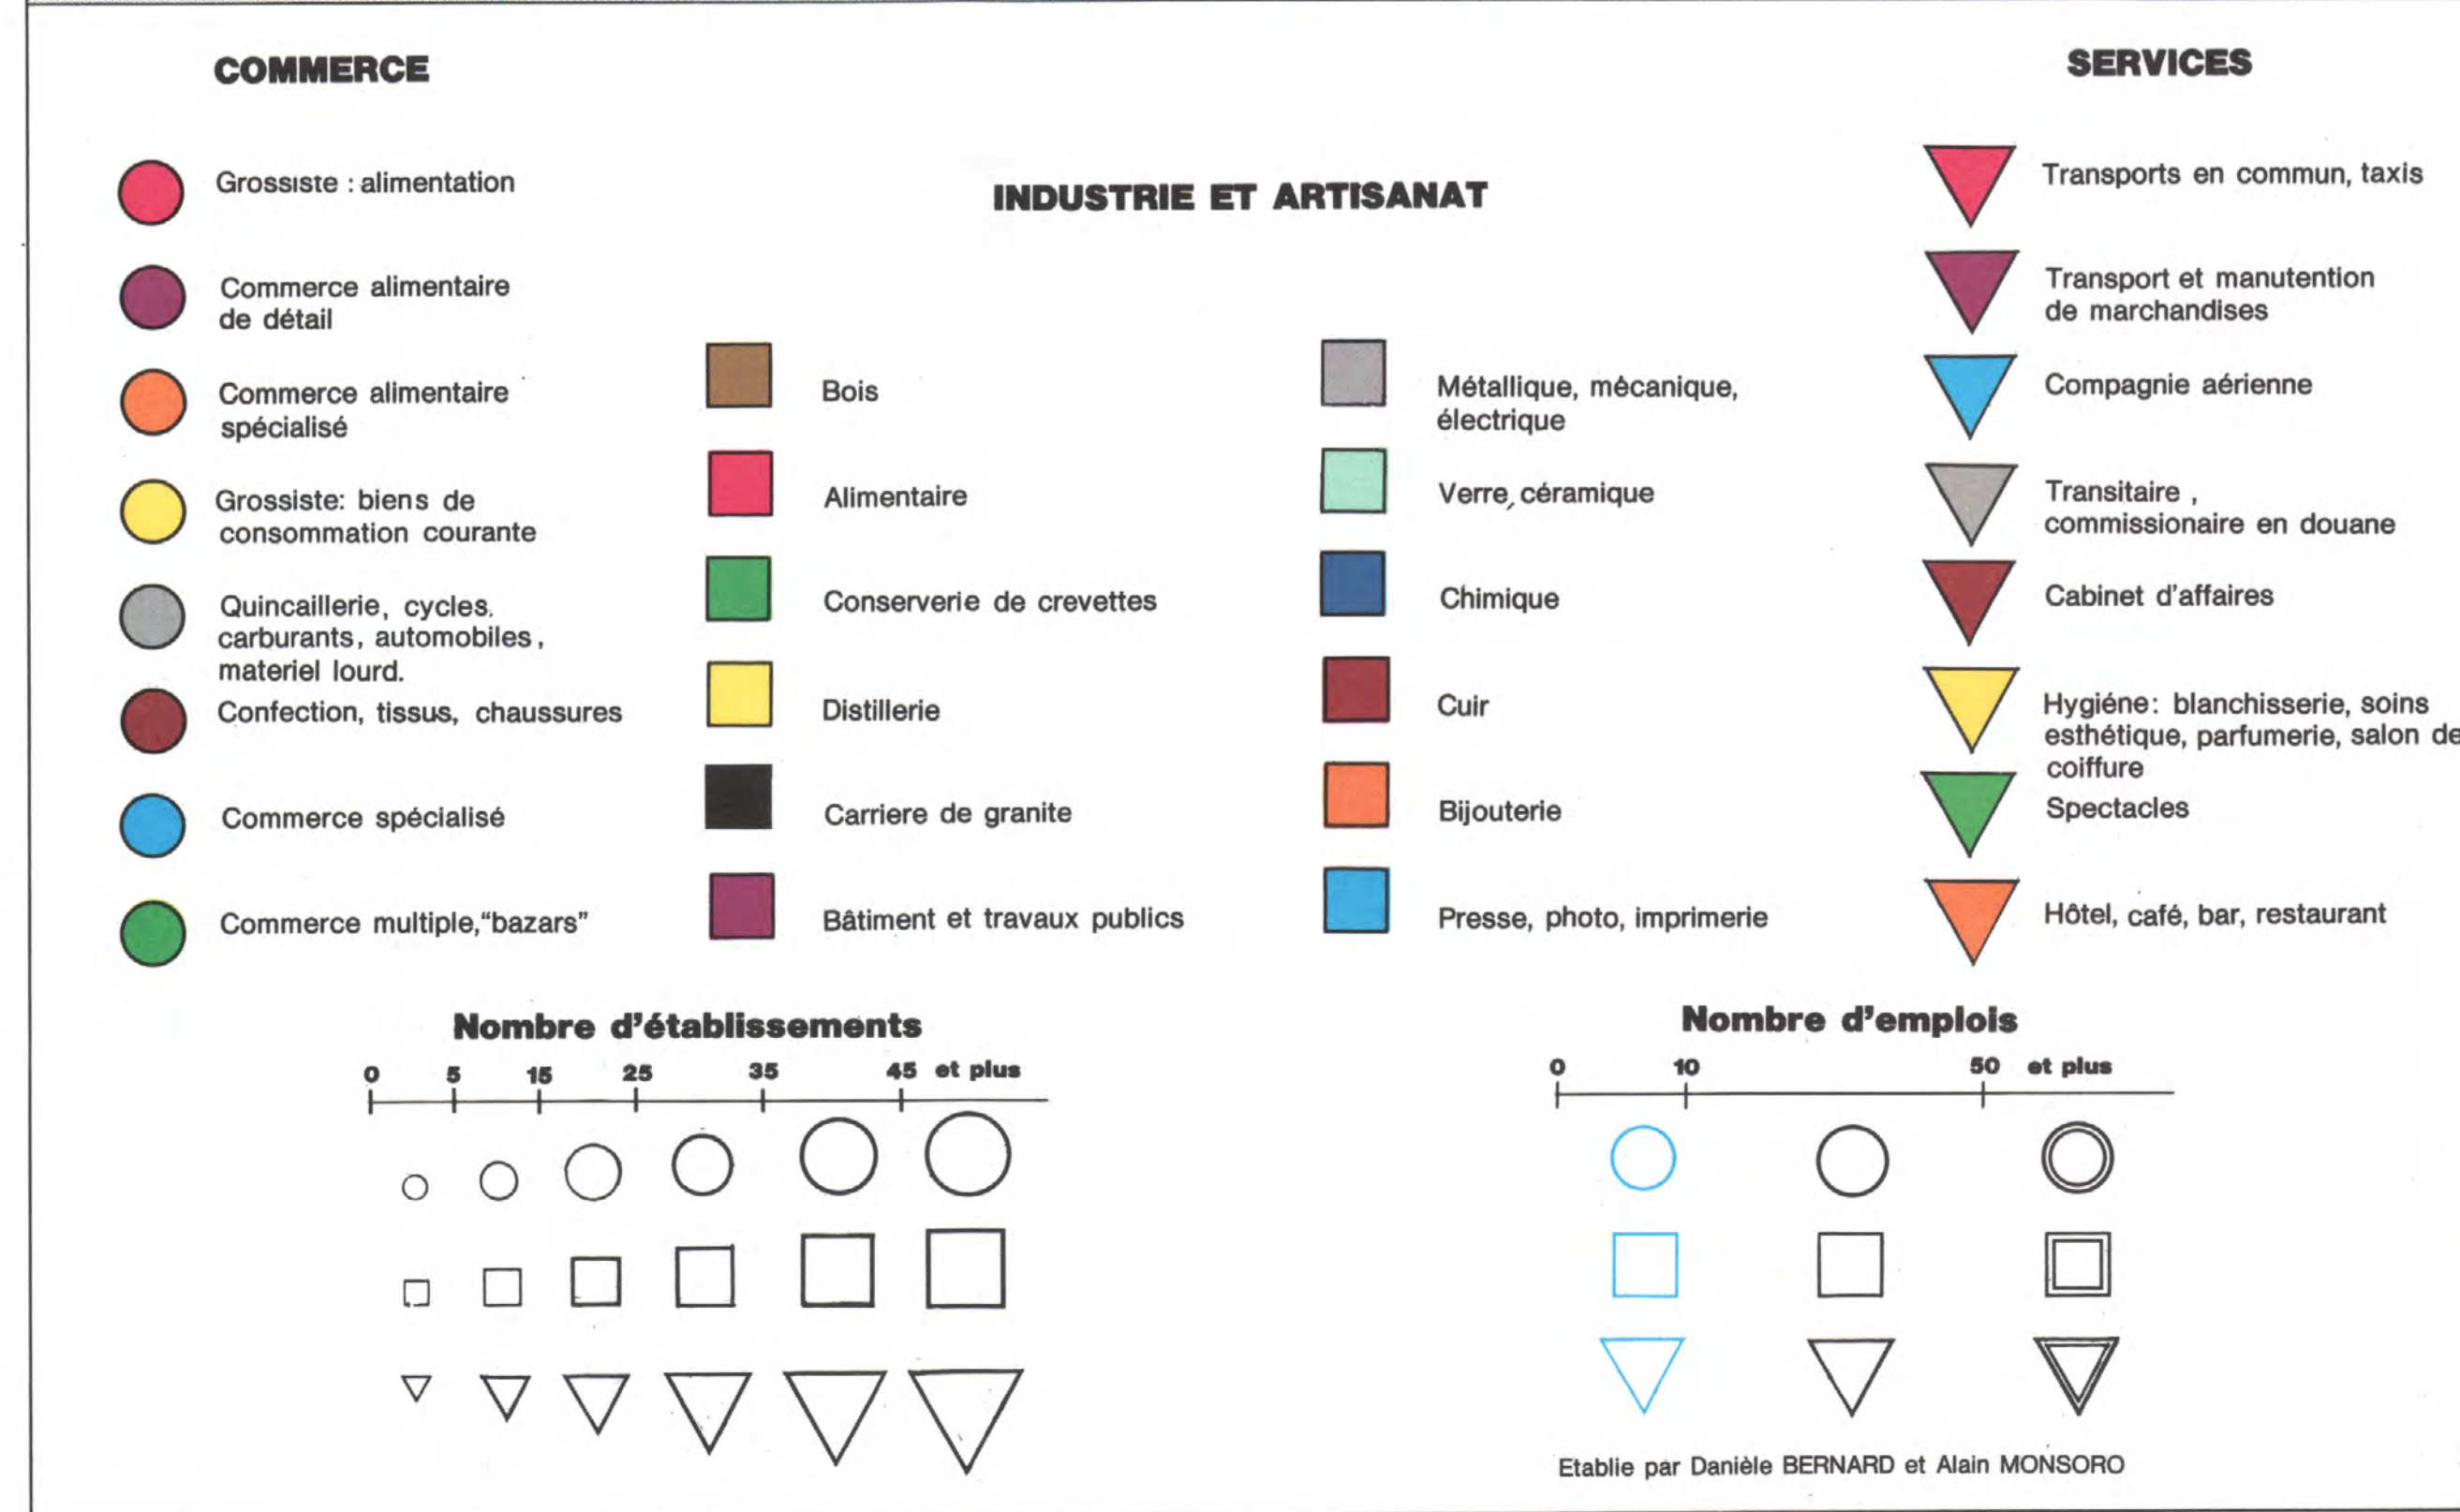 COMMERCE
Grossiste : alimentation
Commerce alimentaire
de détail
Commerce alimentaire
spécialisé
Grossiste: biens de
consommation courante
Quincaillerie, cycles.
carburants, automobiles,
materiel lourd.
Confection, tissus, chaussures
Commerce spécialisé
Commerce multiple,“bazars”
INDUSTRIE ET ARTISANAT
Bois
Alimentaire
Conserverie de crevettes
Distillerie
Carriere de granite
Bâtiment et travaux publics
Métallique, mécanique,
électrique
Verre, céramique
Chimique
Cuir
Bijouterie
Presse, photo, imprimerie
SERVICES
Transports en commun, taxis
Transport et manutention
de marchandises
Compagnie aérienne
Transitaire ,
commissionaire en douane
Cabinet d'affaires
Hygiéne: blanchisserie, soins
esthétique, parfumerie, salon de
coiffure
Spectacles
Hôtel, café, bar, restaurant
Nombre d'établissements
0 5 15 25 35 45 et plus
Nombre d'emplois
0 10 50 et plus
Etablie par Danièle BERNARD et Alain MONSORO